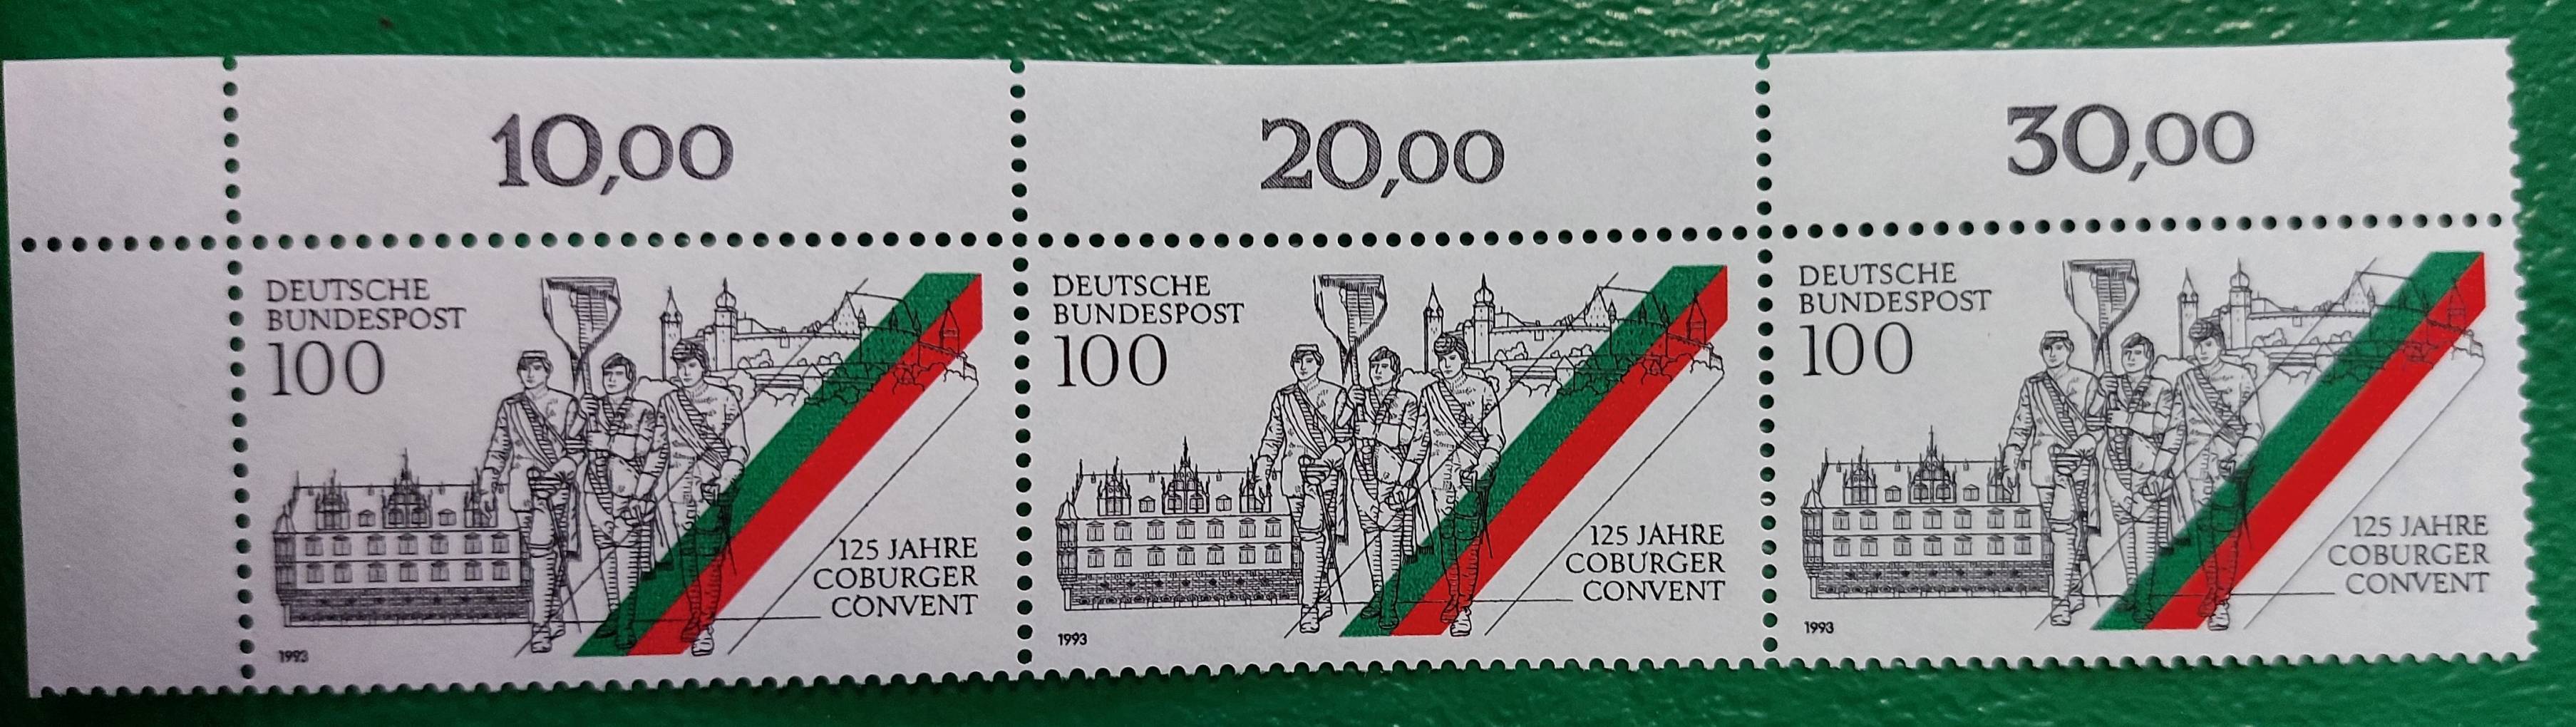 10,00
20,00
30,00
DEUTSCHE
BUNDESPOST
100
125 JAHRE
COBURGER
CONVENT
1993
DEUTSCHE
BUNDESPOST
100
125 JAHRE
COBURGER
CONVENT
1993
DEUTSCHE
BUNDESPOST
100
125 JAHRE
COBURGER
CONVENT
1993